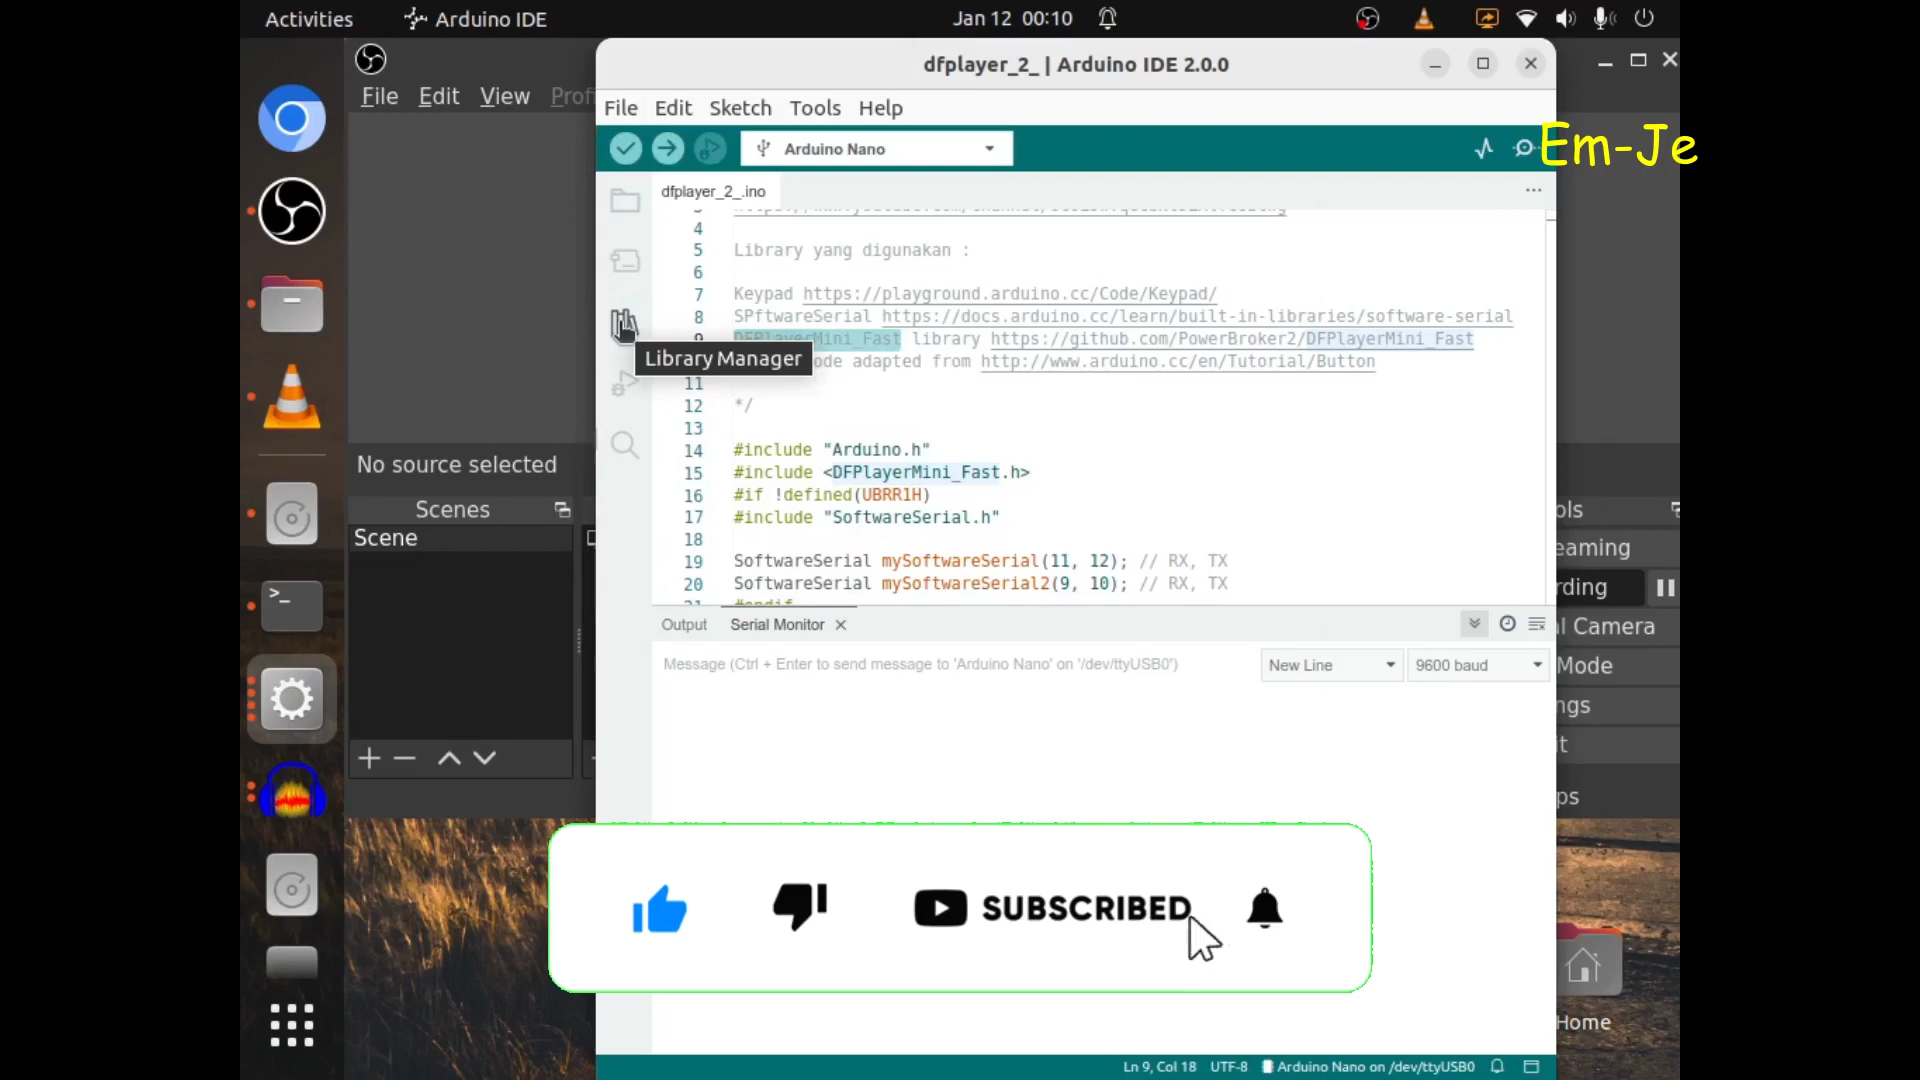 Activities
Arduino IDE
Jan 12 00:10
File Edit View
dfplayer_2_ | Arduino IDE 2.0.0
File Edit Sketch Tools Help
Arduino Nano
Em-Je
dfplayer_2_.ino
4
5 Library yang digunakan :
6
7 Keypad https://playground.arduino.cc/Code/Keypad/
8 SPftwareSerial https://docs.arduino.cc/learn/built-in-libraries/software-serial
9 DFPlayerMini_Fast library https://github.com/PowerBroker2/DFPlayerMini_Fast
Library Manager
adapted from http://www.arduino.cc/en/Tutorial/Button
11
12 */
13
14 #include "Arduino.h"
15 #include <DFPlayerMini_Fast.h>
16 #if !defined(UBRR1H)
17 #include "SoftwareSerial.h"
18
19 SoftwareSerial mySoftwareSerial(11, 12); // RX, TX
20 SoftwareSerial mySoftwareSerial2(9, 10); // RX, TX
No source selected
Scenes
Scene
Output Serial Monitor
Message (Ctrl + Enter to send message to 'Arduino Nano' on '/dev/ttyUSB0')
New Line
9600 baud
Camera
Mode
SUBSCRIBED
Home
Ln 9, Col 18 UTF-8 Arduino Nano on /dev/ttyUSB0